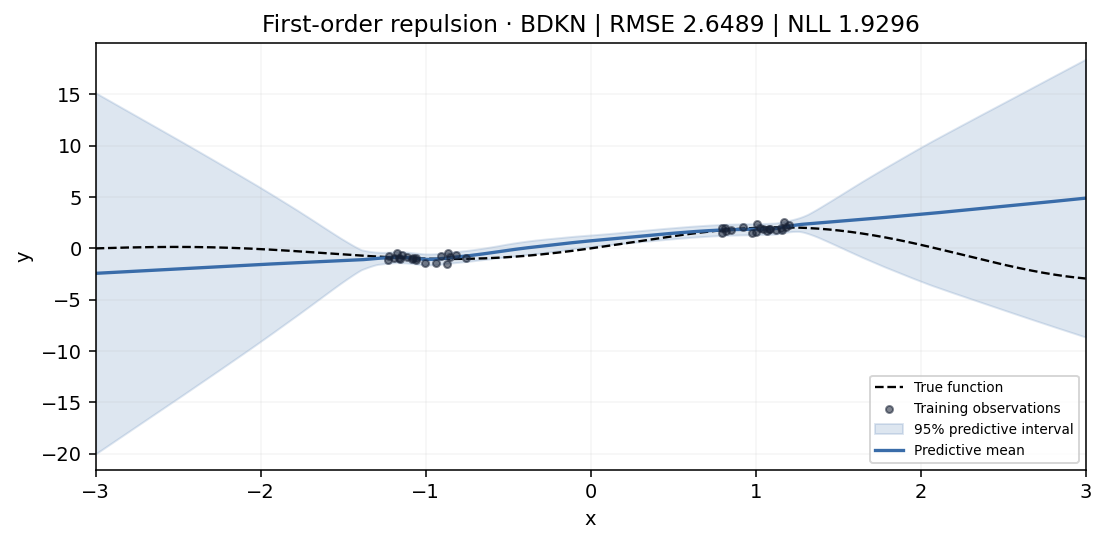 First-order repulsion · BDKN | RMSE 2.6489 | NLL 1.9296
15
10
5
0
−5
−10
−15
−20
y
−3
−2
−1
0
1
2
3
x
True function
Training observations
95% predictive interval
Predictive mean